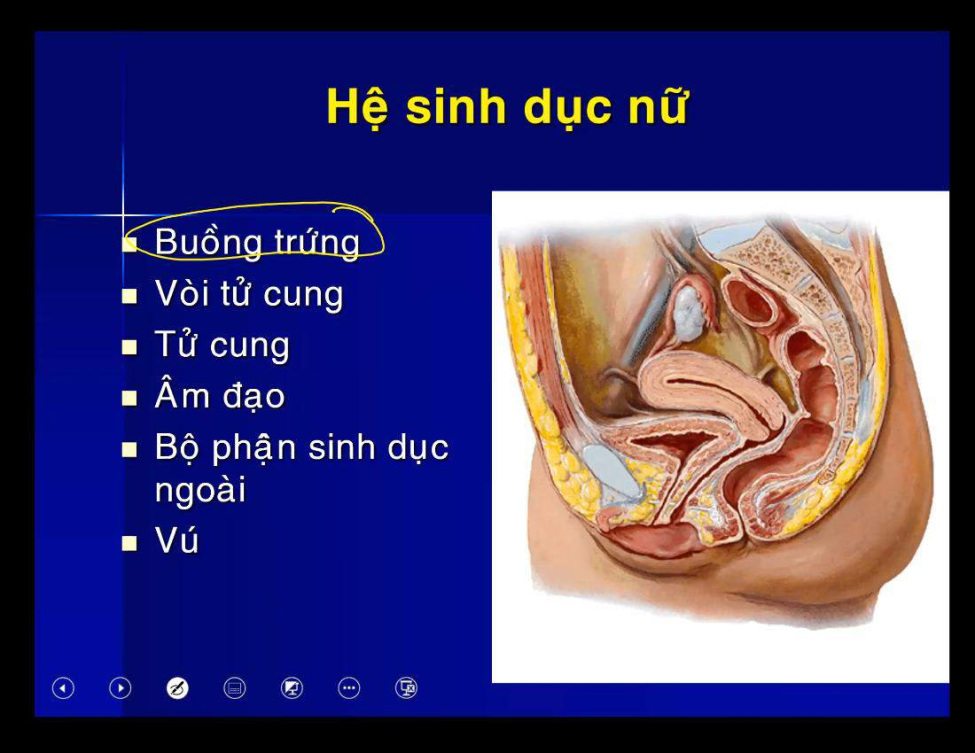 Hệ sinh dục nữ
Buồng trứng
Vòi tử cung
Tử cung
Âm đạo
Bộ phận sinh dục
ngoài
Vú